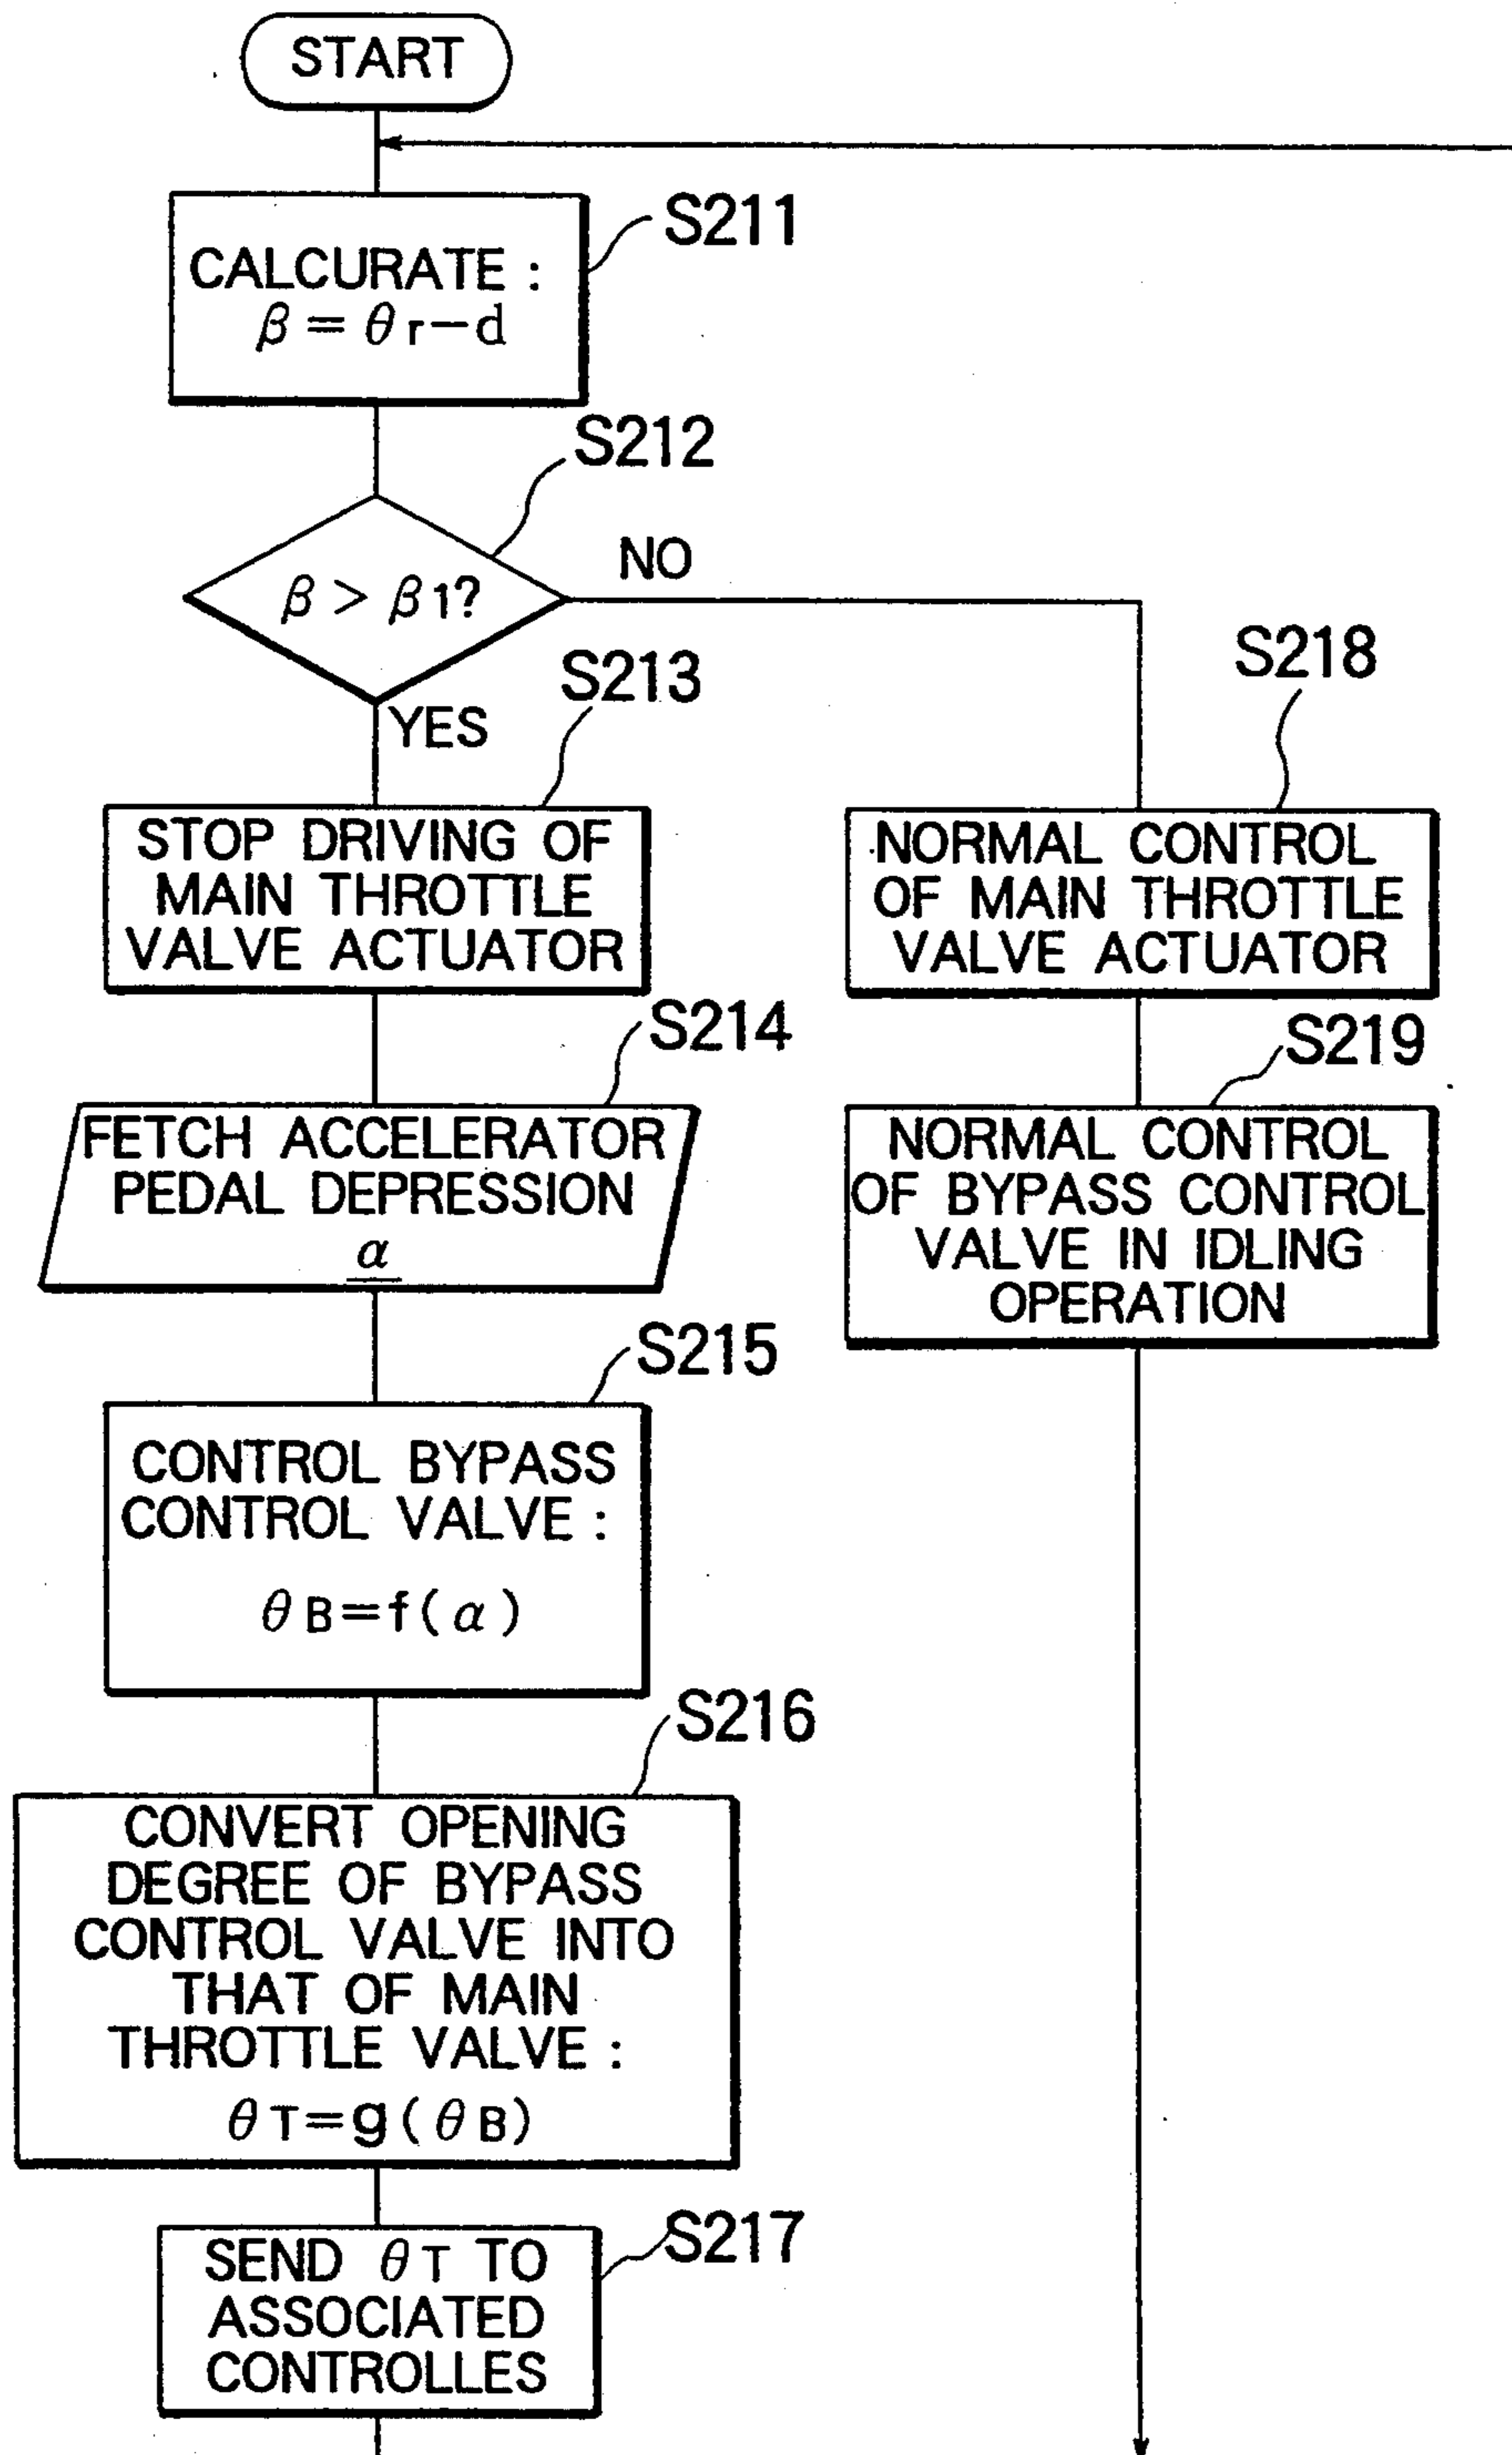 START
S211
CALCURATE :
β = θr-d
S212
β > β1?
NO
YES
S213
STOP DRIVING OF
MAIN THROTTLE
VALVE ACTUATOR
S214
FETCH ACCELERATOR
PEDAL DEPRESSION
α
S215
CONTROL BYPASS
CONTROL VALVE :
θB=f(α)
S216
CONVERT OPENING
DEGREE OF BYPASS
CONTROL VALVE INTO
THAT OF MAIN
THROTTLE VALVE :
θT=g(θB)
S217
SEND θT TO
ASSOCIATED
CONTROLLES
S218
NORMAL CONTROL
OF MAIN THROTTLE
VALVE ACTUATOR
S219
NORMAL CONTROL
OF BYPASS CONTROL
VALVE IN IDLING
OPERATION